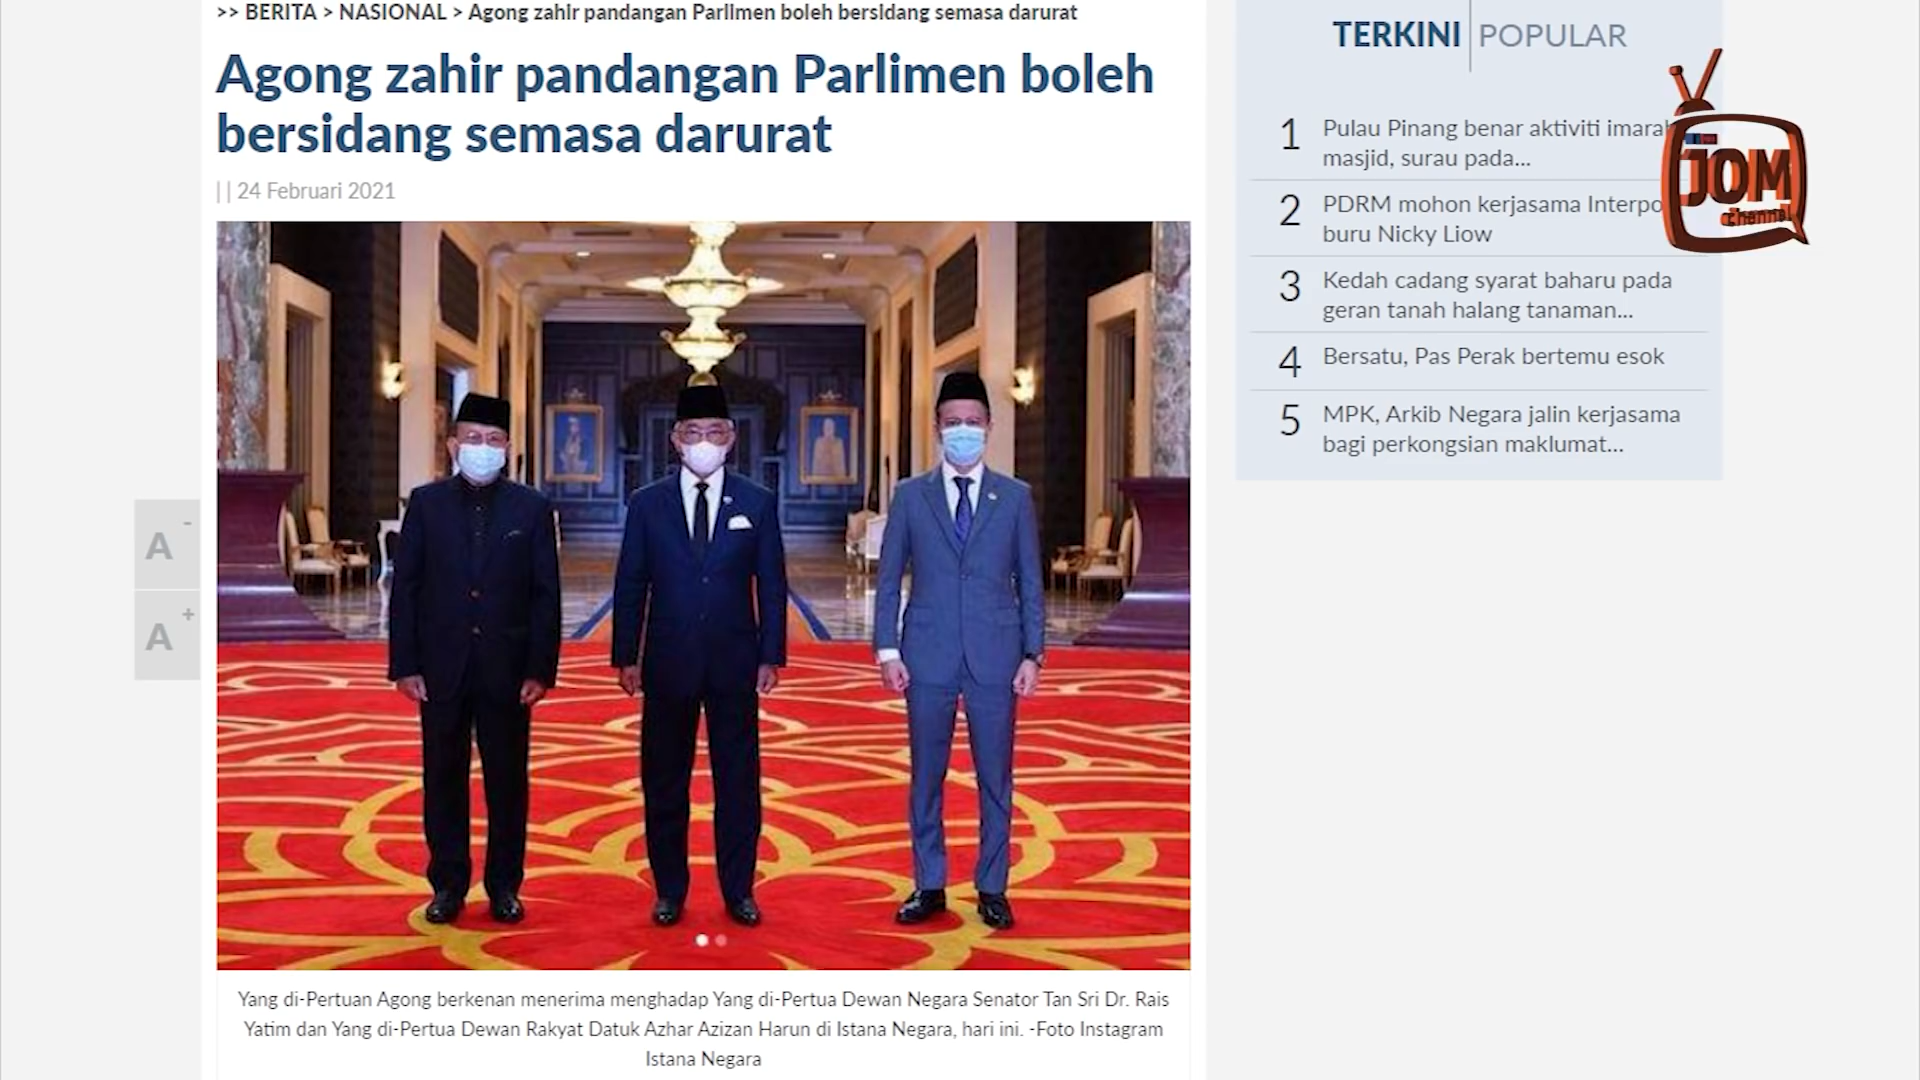 >> BERITA > NASIONAL > Agong zahir pandangan Parlimen boleh bersidang semasa darurat
Agong zahir pandangan Parlimen boleh
bersidang semasa darurat
| | 24 Februari 2021
A -
A +
Yang di-Pertuan Agong berkenan menerima menghadap Yang di-Pertua Dewan Negara Senator Tan Sri Dr. Rais
Yatim dan Yang di-Pertua Dewan Rakyat Datuk Azhar Azizan Harun di Istana Negara, hari ini. -Foto Instagram
Istana Negara
TERKINI | POPULAR
1 Pulau Pinang benar aktiviti
masjid, surau pada...
2 PDRM mohon kerjasama
buru Nicky Liow
3 Kedah cadang syarat baharu pada
geran tanah halang tanaman...
4 Bersatu, Pas Perak bertemu esok
5 MPK, Arkib Negara jalin kerjasama
bagi perkongsian maklumat...
JOM
channel